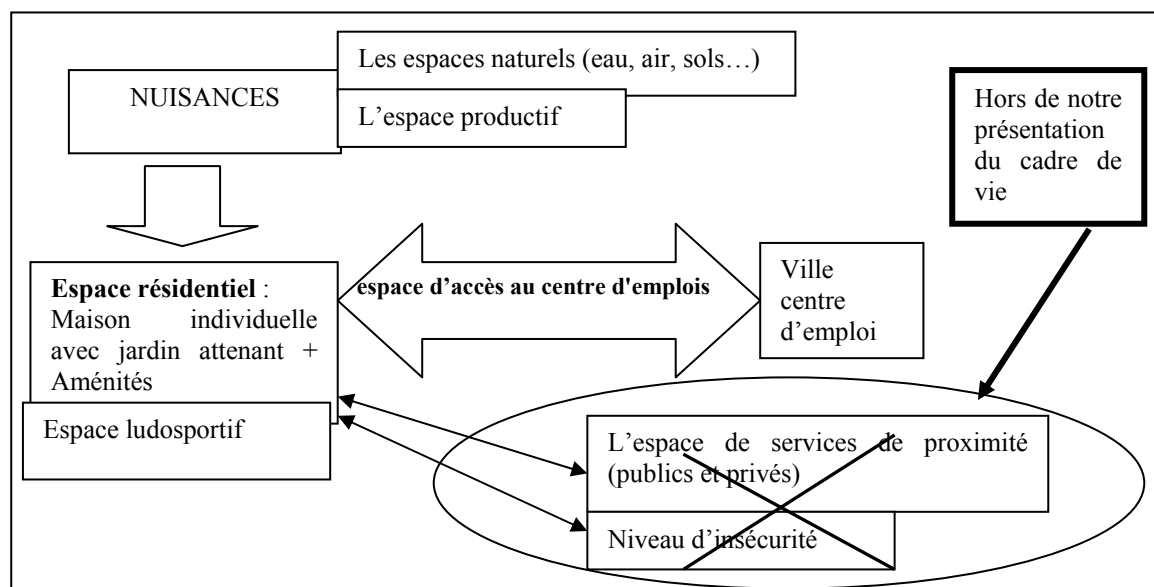 Les espaces naturels (eau, air, sols…)
NUISANCES
L’espace productif
Hors de notre
présentation
du cadre de
vie
Espace résidentiel :
Maison individuelle
avec jardin attenant +
Aménités
Espace ludosportif
espace d’accès au centre d'emplois
Ville
centre
d’emploi
L’espace de services de proximité
(publics et privés)
Niveau d’insécurité